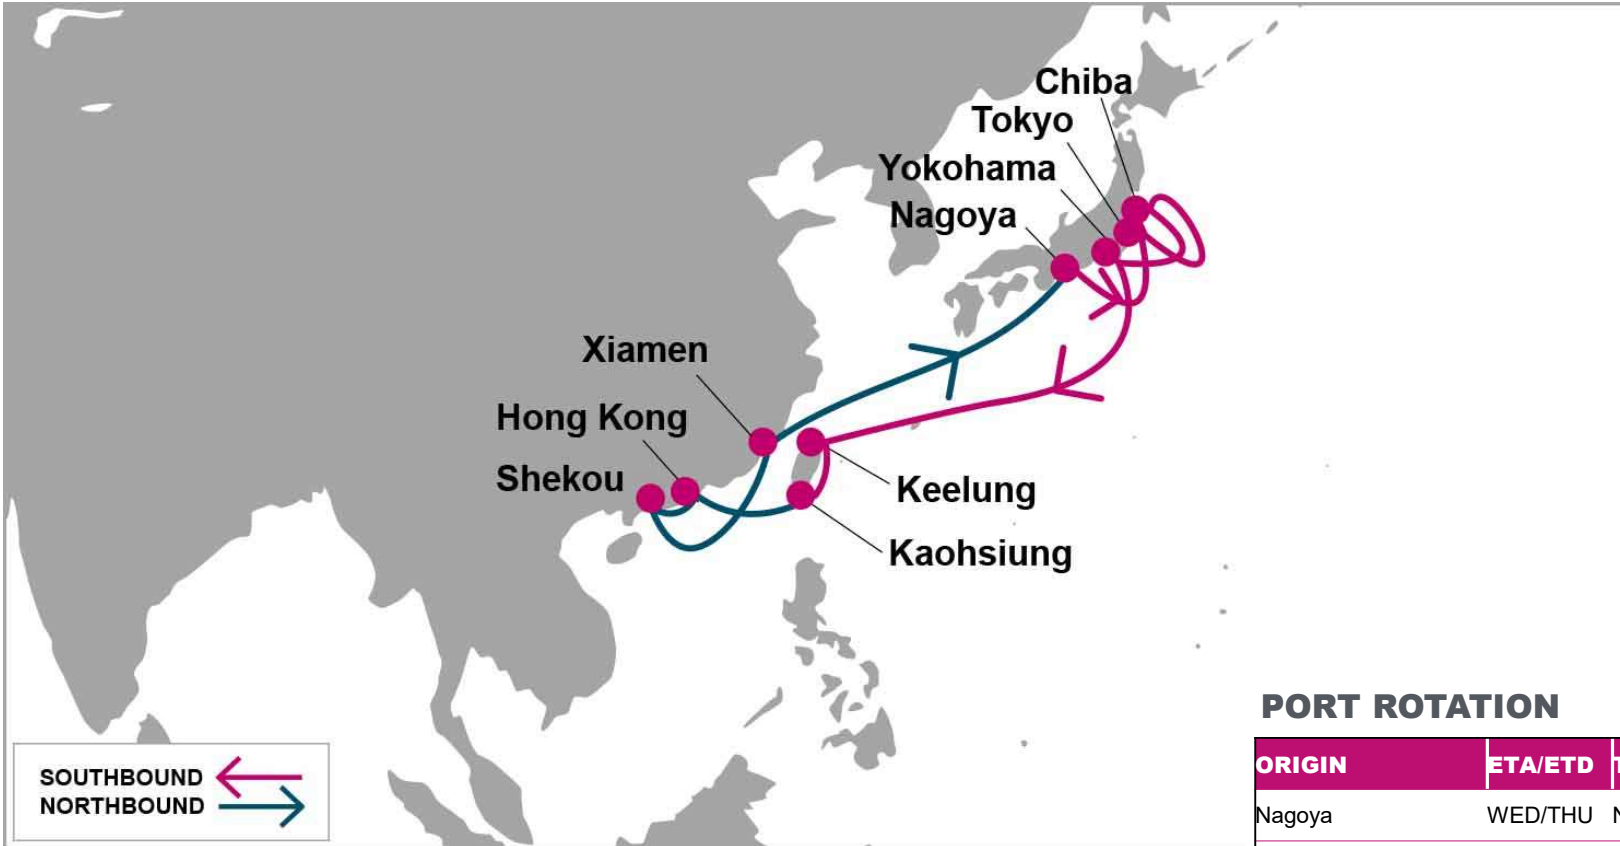 Chiba
Tokyo
Yokohama
Nagoya
Xiamen
Hong Kong
Shekou
Keelung
Kaohsiung
SOUTHBOUND
NORTHBOUND
PORT ROTATION
ORIGIN ETA/ETD
Nagoya WED/THU